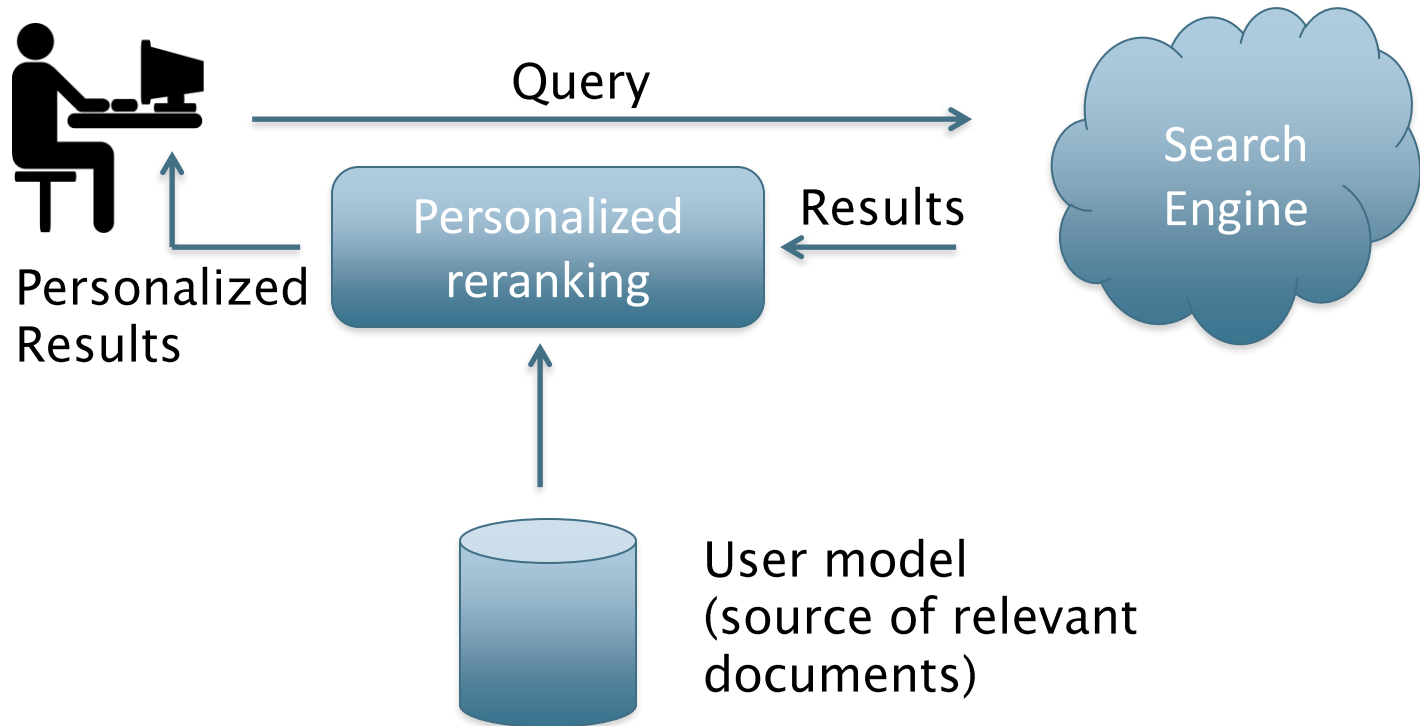 Query
Search
Engine
Results
Personalized
reranking
Personalized
Results
User model
(source of relevant
documents)